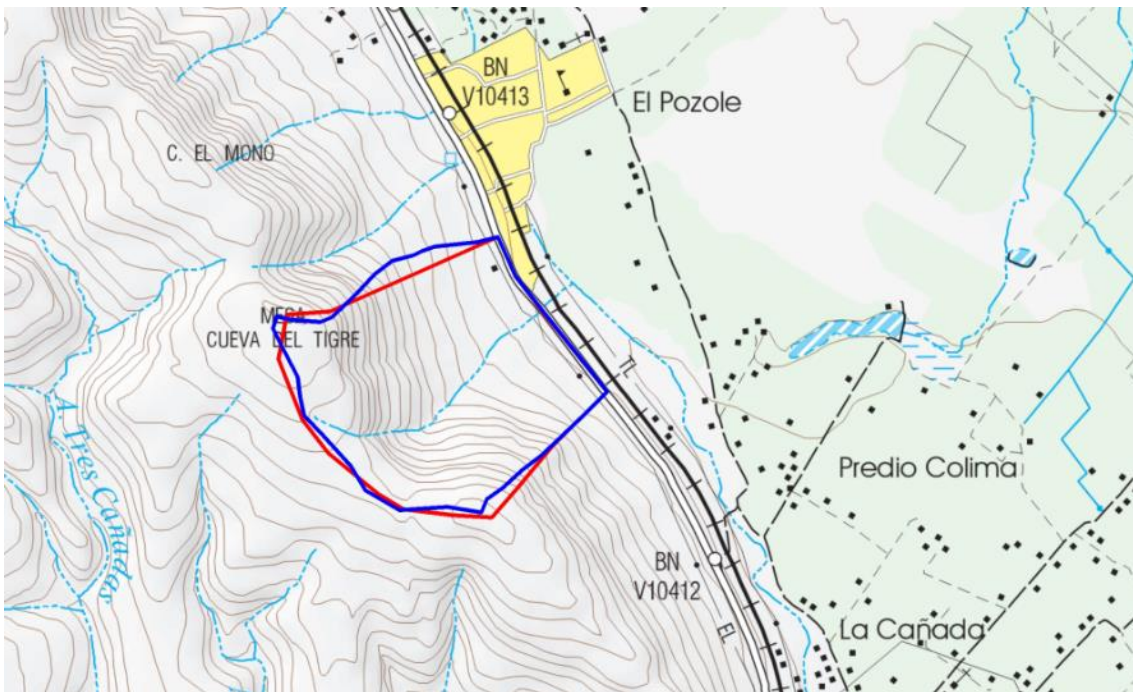 BN
V10413
El Pozole
C. EL MONO
MESA
CUEVA DEL TIGRE
TL
A. Tres Cañadas
Predio Colima
BN
V10412
EL
La Cañada